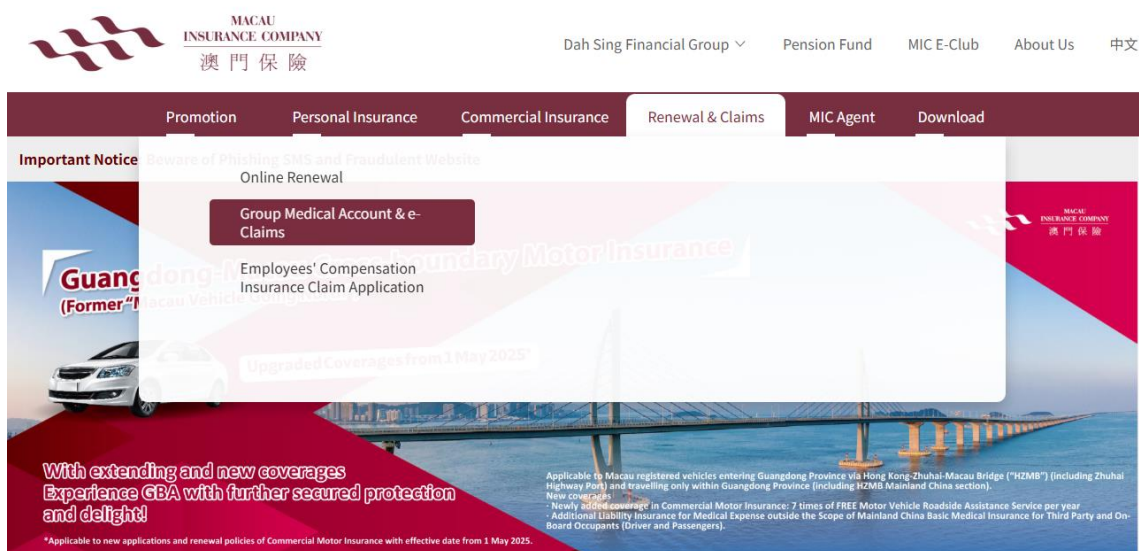 MACAU
INSURANCE COMPANY
澳門保險
Dah Sing Financial Group
Pension Fund
MIC E-Club
About Us
中文
Promotion
Personal Insurance
Commercial Insurance
Renewal & Claims
MIC Agent
Download
Important Notice Beware of Phishing SMS and Fraudulent Website
Online Renewal
Group Medical Account & e-
Claims
Employees' Compensation
Insurance Claim Application
MACAU
INSURANCE COMPANY
澳門保險
Guangdong-Macau Cross-boundary Motor Insurance
(Former "Macau Vehicle
Upgraded Coverages from 1 May 2025*
With extending and new coverages
Experience GBA with further secured protection
and delight!
*Applicable to new applications and renewal policies of Commercial Motor Insurance with effective date from 1 May 2025.
Applicable to Macau registered vehicles entering Guangdong Province via Hong Kong-Zhuhai-Macau Bridge ("HZMB") (including Zhuhai
Highway Port) and travelling only within Guangdong Province (including HZMB Mainland China section).
New coverages
- Newly added coverage in Commercial Motor Insurance: 7 times of FREE Motor Vehicle Roadside Assistance Service per year
- Additional Liability Insurance for Medical Expense outside the Scope of Mainland China Basic Medical Insurance for Third Party and On-
Board Occupants (Driver and Passengers).